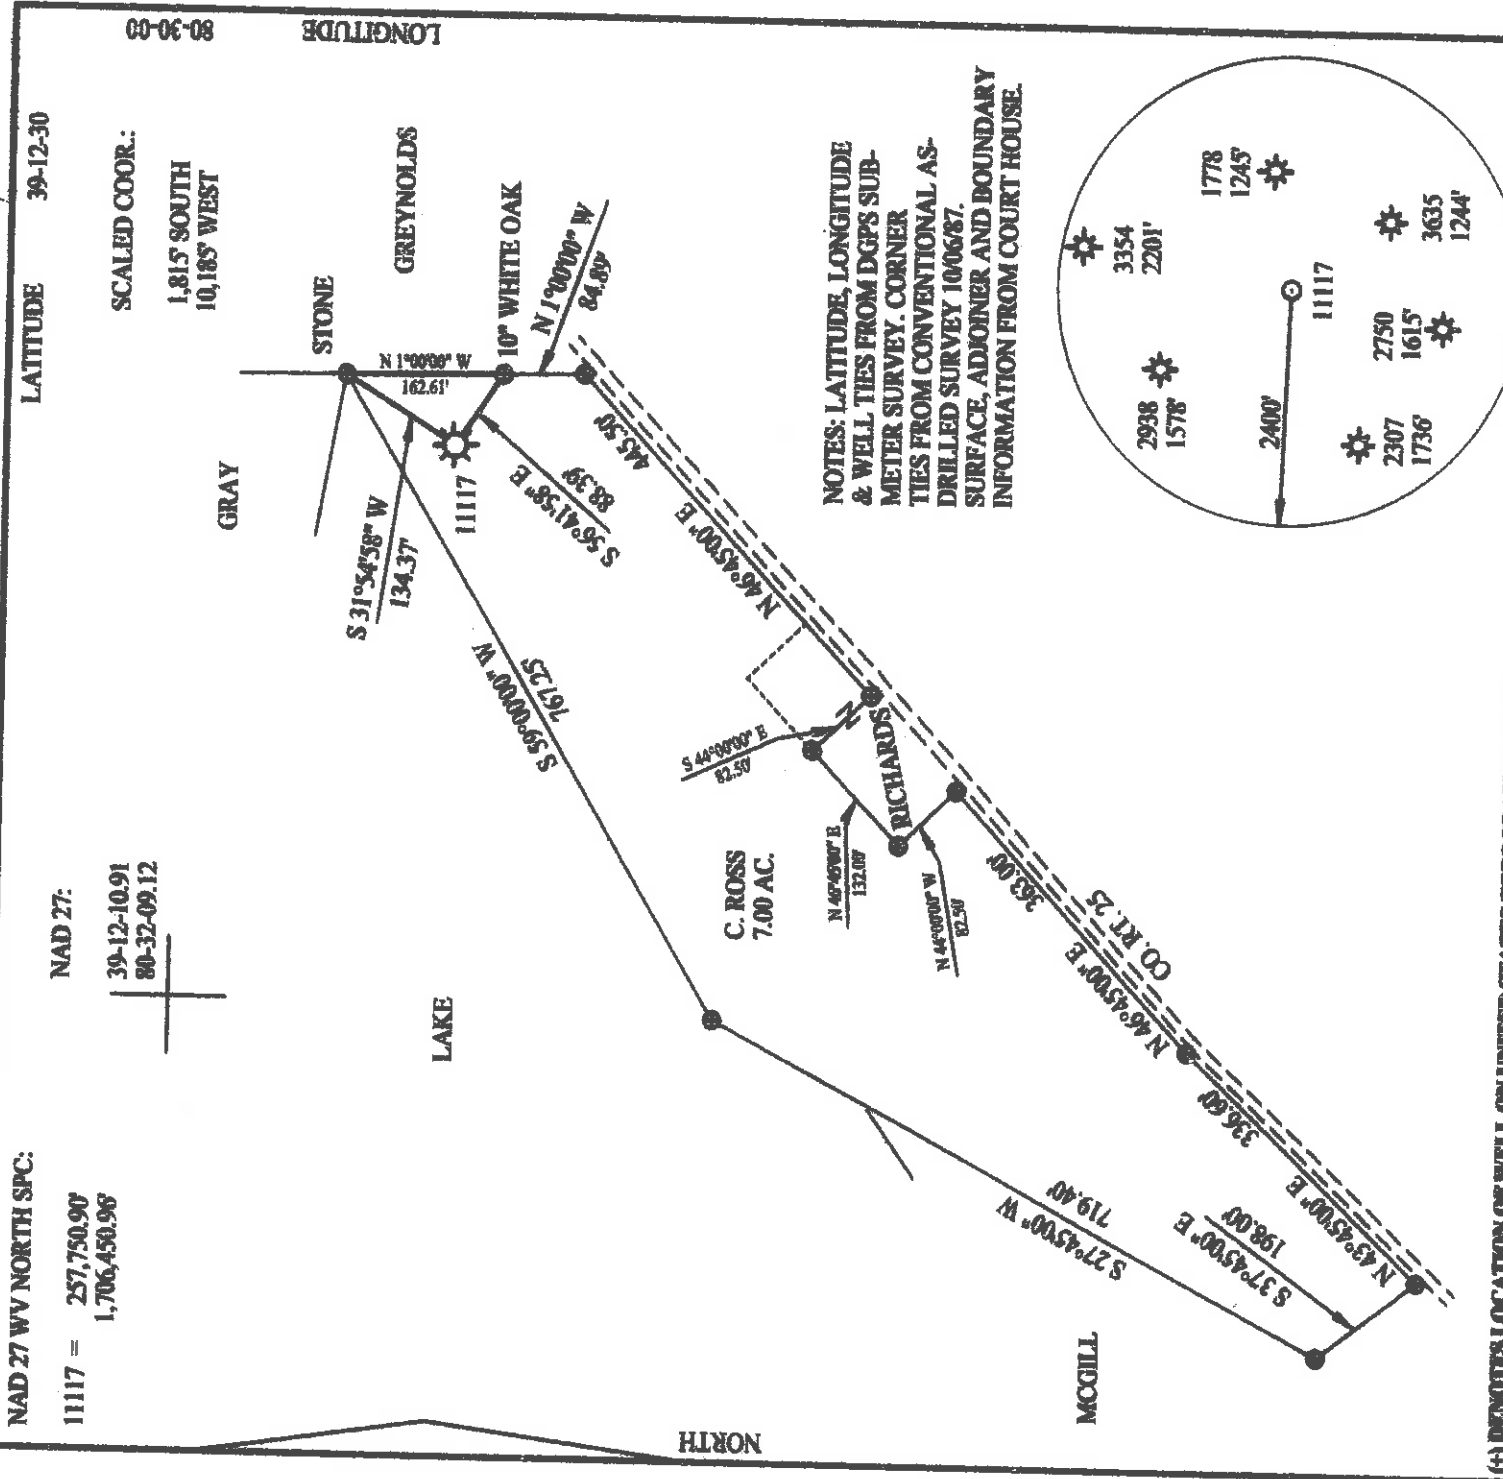 LATITUDE 39-12-30
80-30-00
LONGITUDE
NAD 27 WV NORTH SPC:
11117 = 257,750.90'
1,706,450.96'
NAD 27:
39-12-10.91
80-32-09.12
SCALED COOR.:
1,815' SOUTH
10,185' WEST
GRAY
STONE
GREYNOLDS
N 1°00'00" W
162.61'
10" WHITE OAK
N 1°00'00" W
84.89'
S 31°54'58" W
134.37'
11117
S 56°41'58" E
88.39'
445.50'
N 46°45'00" E
S 59°00'00" W
767.25'
LAKE
S 44°00'00" E
82.50'
RICHARDS
C. ROSS
7.00 AC.
N 46°45'00" E
132.00'
N 44°00'00" W
82.50'
363.00'
N 46°45'00" E
CO. RT. 25
336.60'
N 43°45'00" E
S 27°45'00" W
719.40'
S 37°45'00" E
198.00'
MCGILL
NORTH
NOTES: LATITUDE, LONGITUDE
& WELL TIES FROM DGPS SUB-
METER SURVEY. CORNER
TIES FROM CONVENTIONAL AS-
DRILLED SURVEY 10/06/87.
SURFACE, ADJOINER AND BOUNDARY
INFORMATION FROM COURT HOUSE.
3354
2201'
1778
1245'
2938
1578'
2400'
11117
3635
1244'
2750
1615'
2307
1736'
(+) DENOTES LOCATION OF WELL ON UNITED STATES